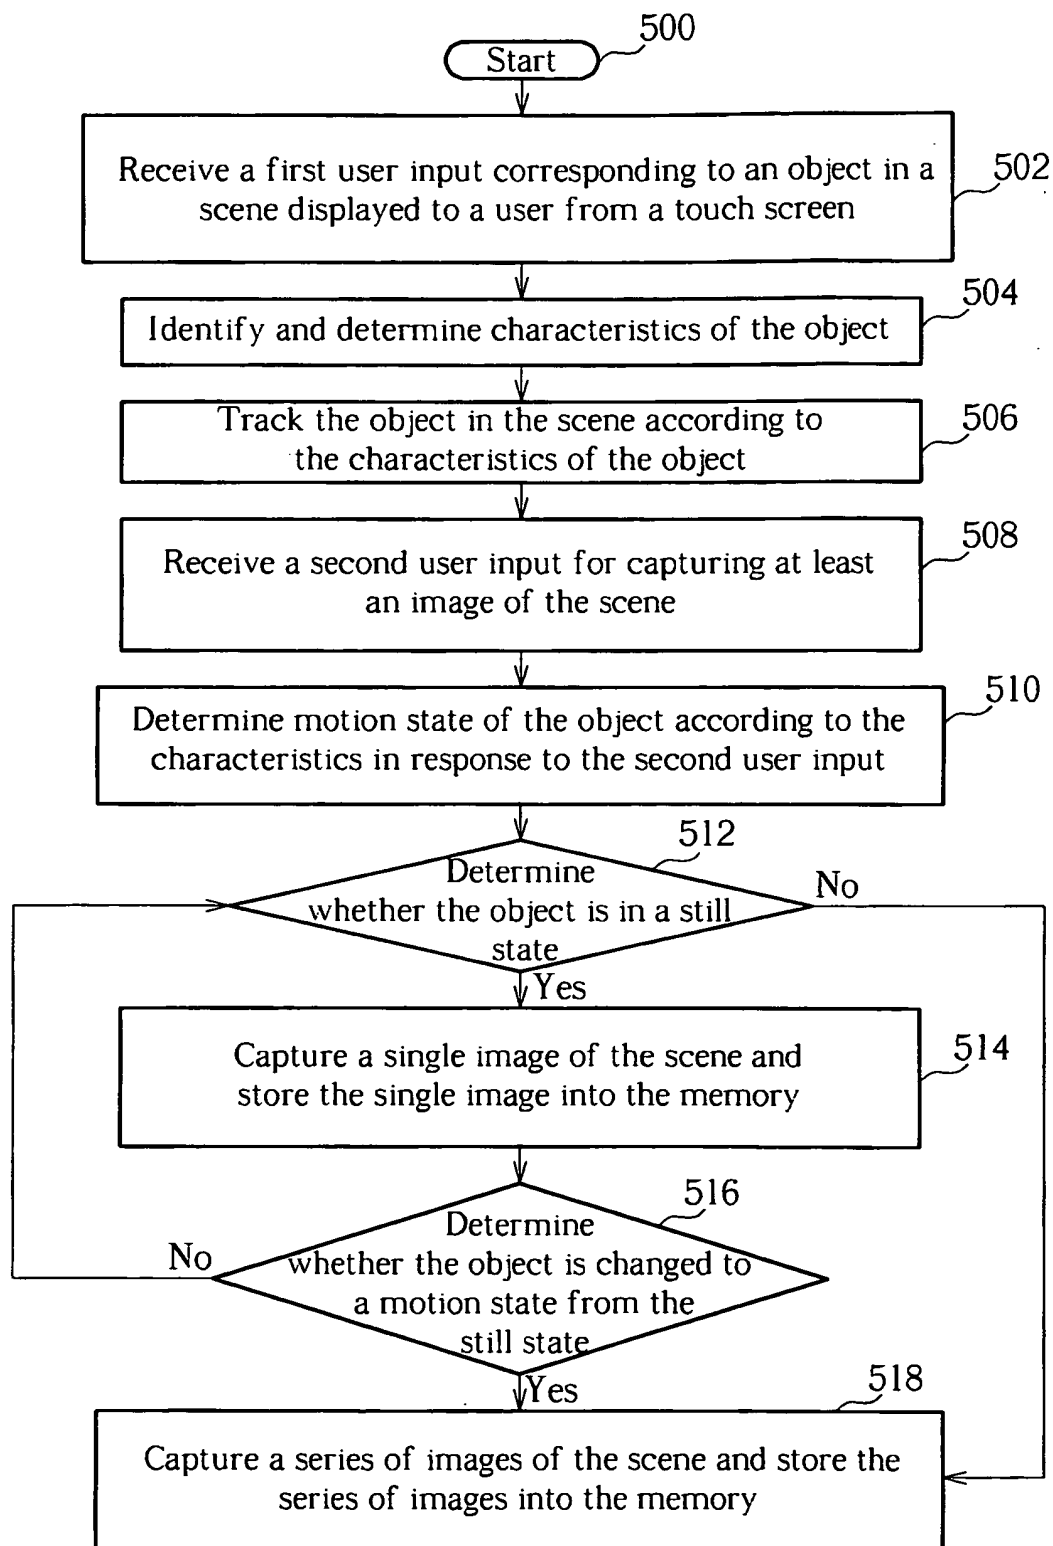 500
Start
Receive a first user input corresponding to an object in a
scene displayed to a user from a touch screen
502
504
Identify and determine characteristics of the object
Track the object in the scene according to
the characteristics of the object
506
508
Receive a second user input for capturing at least
an image of the scene
510
Determine motion state of the object according to the
characteristics in response to the second user input
512
Determine
whether the object is in a still
state
No
Yes
Capture a single image of the scene and
store the single image into the memory
514
516
Determine
whether the object is changed to
a motion state from the
still state
No
Yes
518
Capture a series of images of the scene and store the
series of images into the memory